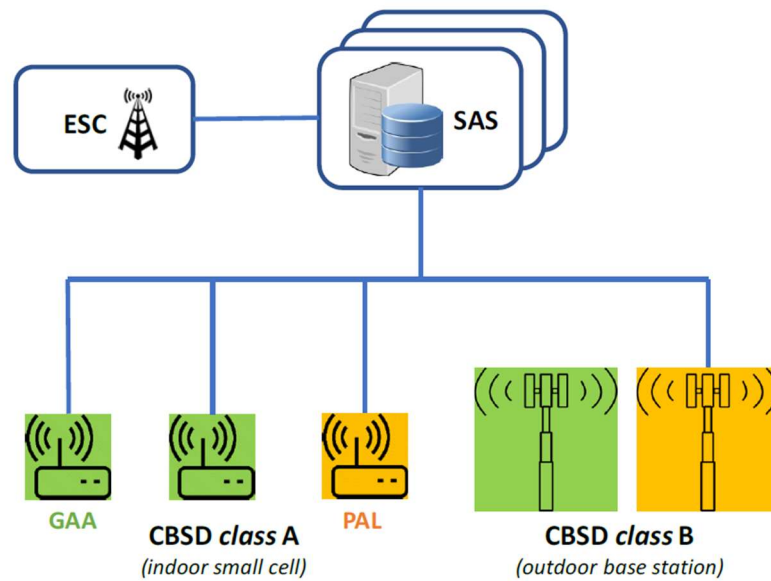 ESC
SAS
GAA
PAL
CBSD class A
(indoor small cell)
CBSD class B
(outdoor base station)